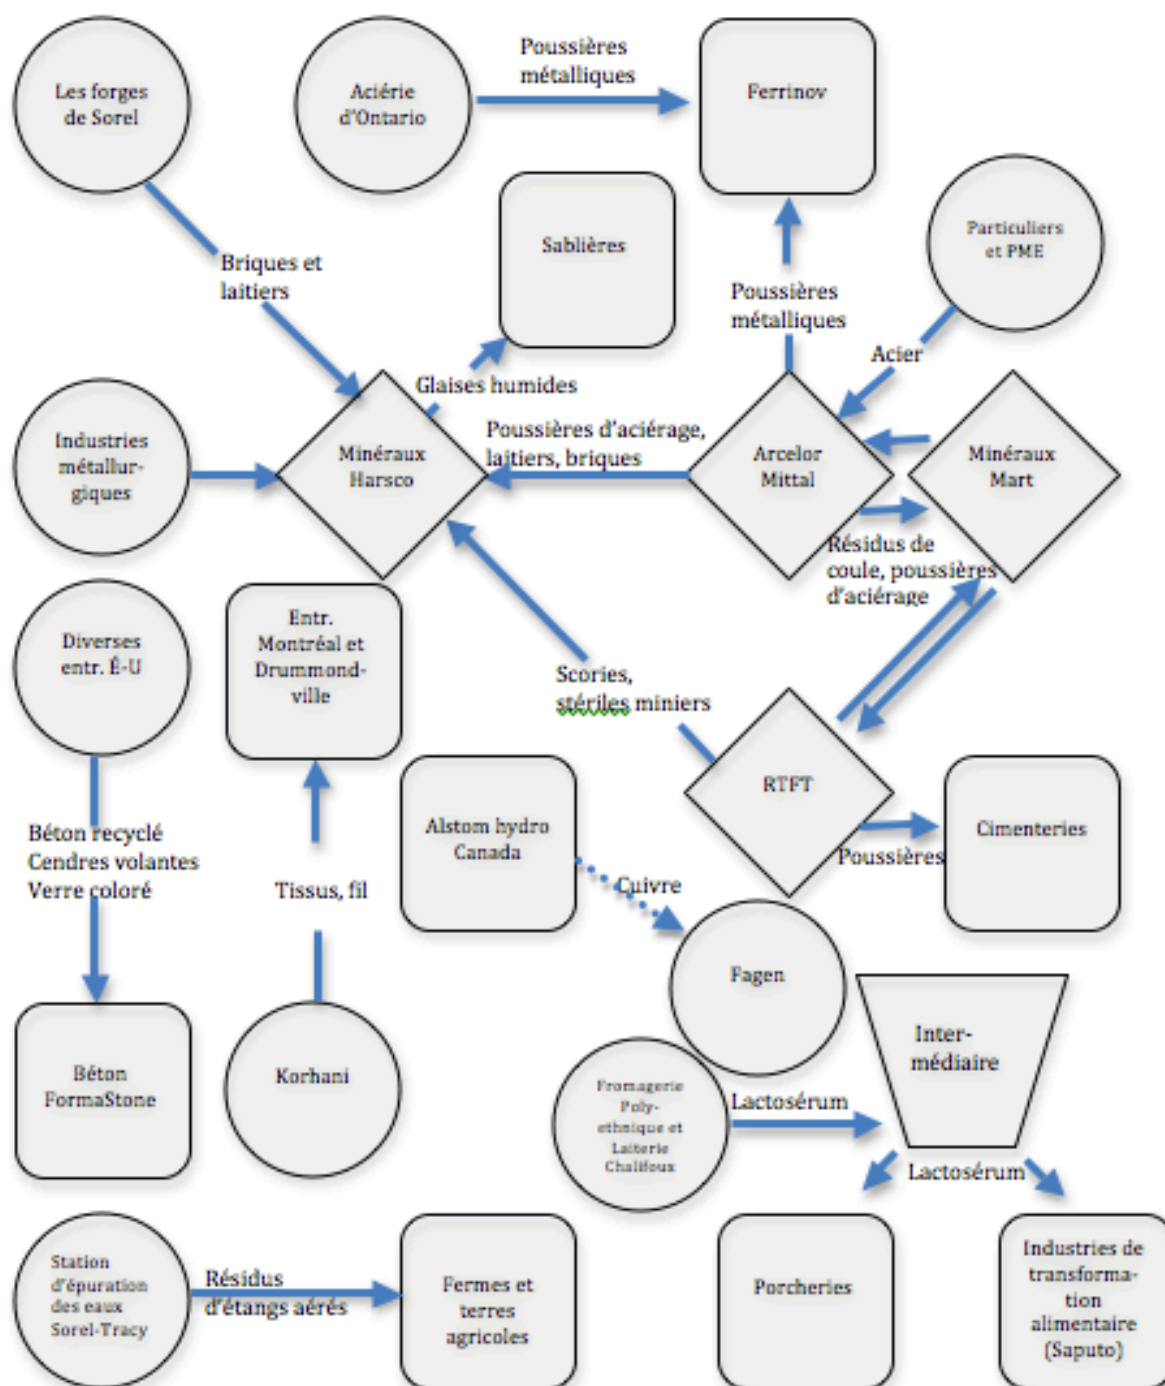 Les forges
de Sorel
Aciérie
d'Ontario
Poussières
métalliques
Ferrinov
Sablières
Particuliers
et PME
Briques et
laitiers
Poussières
métalliques
Acier
Glaises humides
Industries
métallur-
giques
Minéraux
Harsco
Poussières d'aciérage,
laitiers, briques
Arcelor
Mittal
Minéraux
Mart
Résidus de
coule, poussières
d'aciérage
Diverses
entr. É-U
Entr.
Montréal et
Drummond-
ville
Scories,
stériles miniers
RTFT
Cimenteries
Poussières
Béton recyclé
Cendres volantes
Verre coloré
Tissus, fil
Alstom hydro
Canada
Cuivre
Fagen
Inter-
médiaire
Béton
FormaStone
Korhani
Fromagerie
Poly-
ethnique et
Laiterie
Chalifoux
Lactosérum
Lactosérum
Station
d'épuration
des eaux
Sorel-Tracy
Résidus
d'étangs aérés
Fermes et
terres
agricoles
Porcheries
Industries de
transforma-
tion
alimentaire
(Saputo)